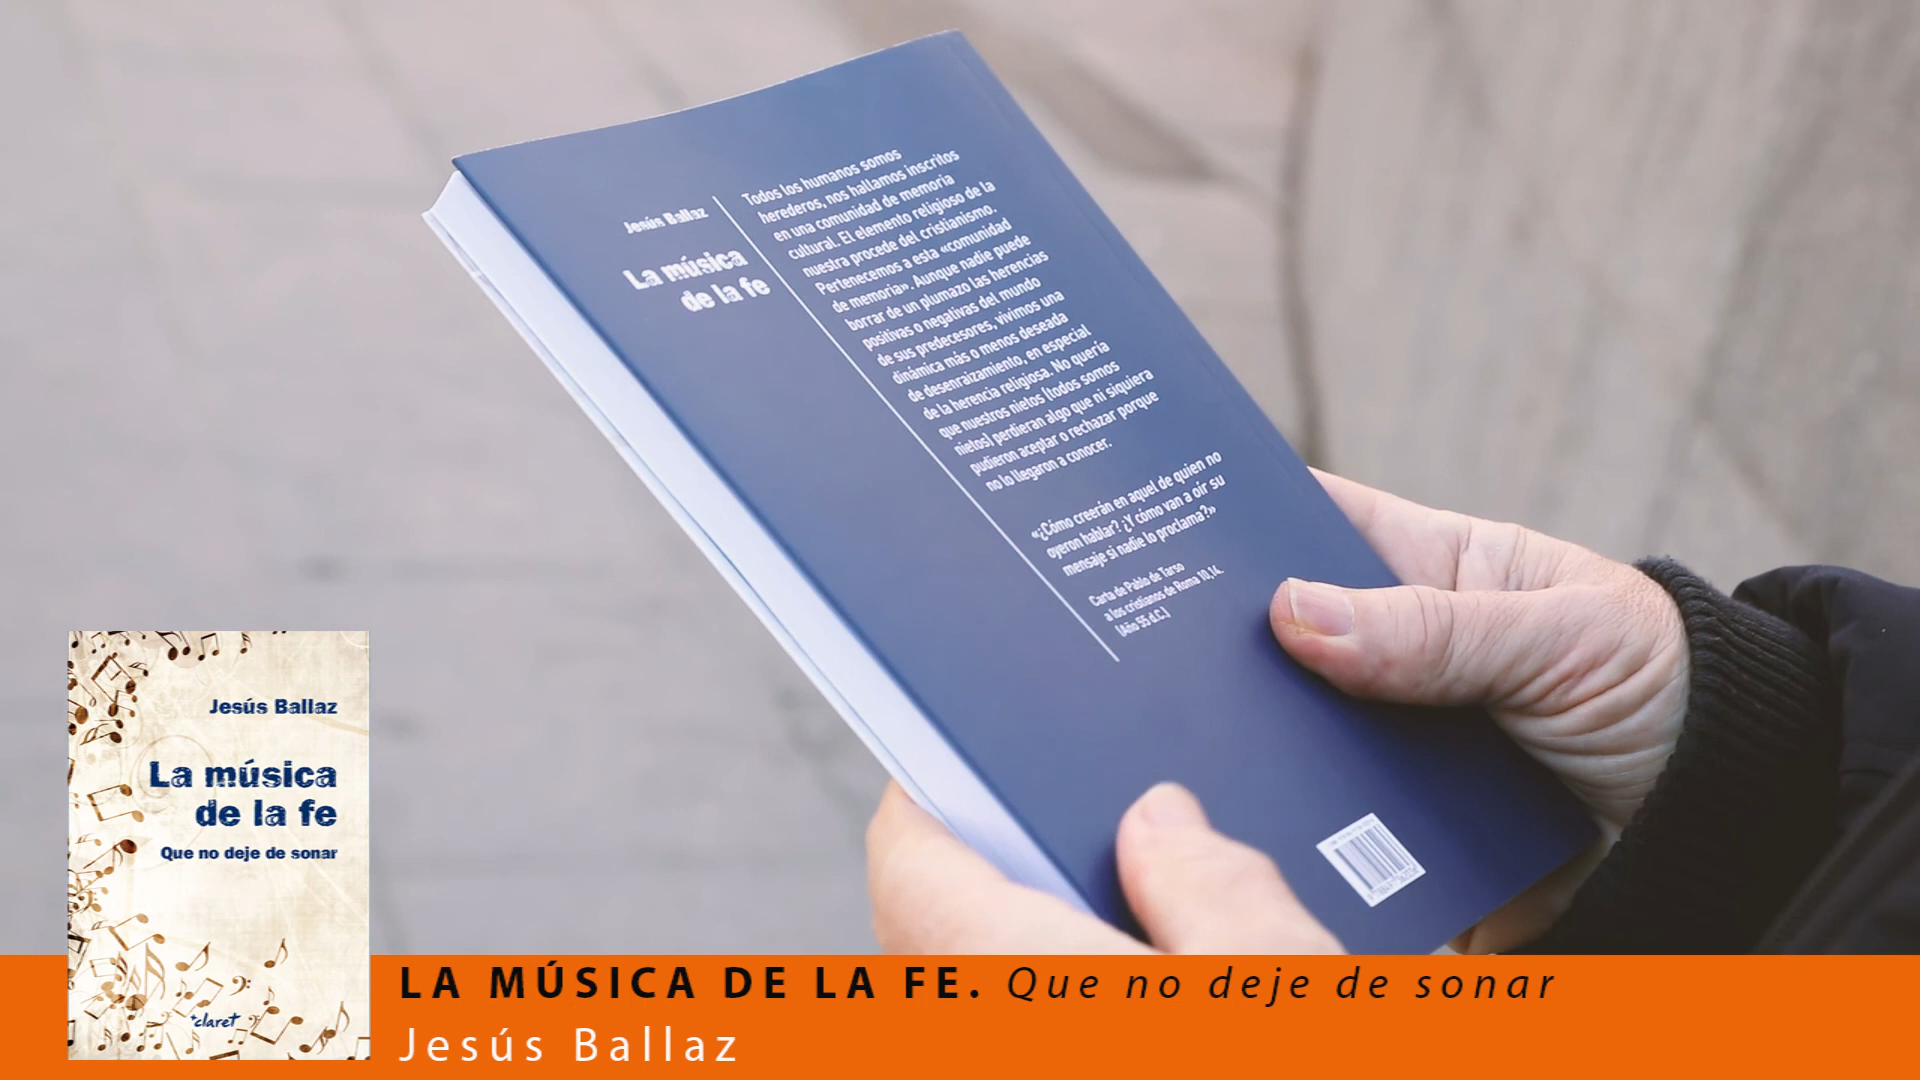 Jesús Ballaz
La música
de la fe
Todos los humanos somos
herederos, nos hallamos inscritos
en una comunidad de memoria
cultural. El elemento religioso de la
nuestra procede del cristianismo.
Pertenecemos a esta «comunidad
de memoria». Aunque nadie puede
borrar de un plumazo las herencias
positivas o negativas del mundo
de sus predecesores, vivimos una
dinámica más o menos deseada
de desenraizamiento, en especial
de la herencia religiosa. No quería
que nuestros nietos (todos somos
nietos) perdieran algo que ni siquiera
pudieron aceptar o rechazar porque
no lo llegaron a conocer.
«¿Cómo creerán en aquel de quien no
oyeron hablar? ¿Y cómo van a oír su
mensaje si nadie lo proclama?»
Carta de Pablo de Tarso
a los cristianos de Roma 10,14.
(Año 55 d.C.)
Jesús Ballaz
La música
de la fe
Que no deje de sonar
claret
LA MÚSICA DE LA FE. Que no deje de sonar
Jesús Ballaz